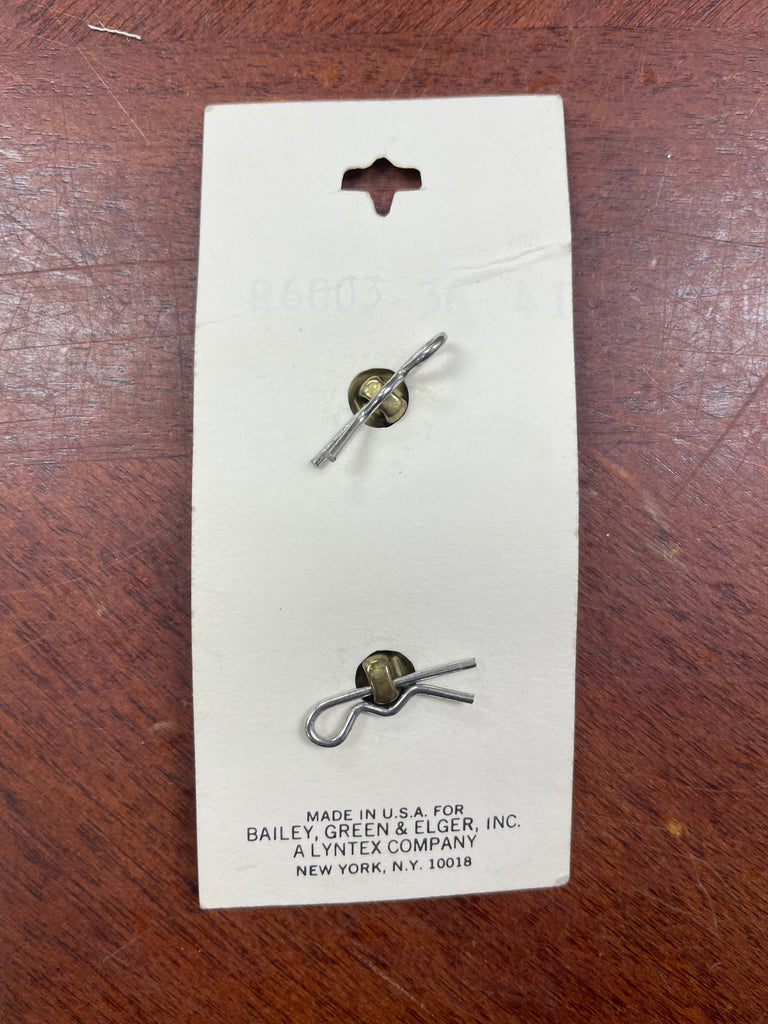 MADE IN U.S.A. FOR
BAILEY, GREEN & ELGER, INC.
A LYNTEX COMPANY
NEW YORK, N.Y. 10018